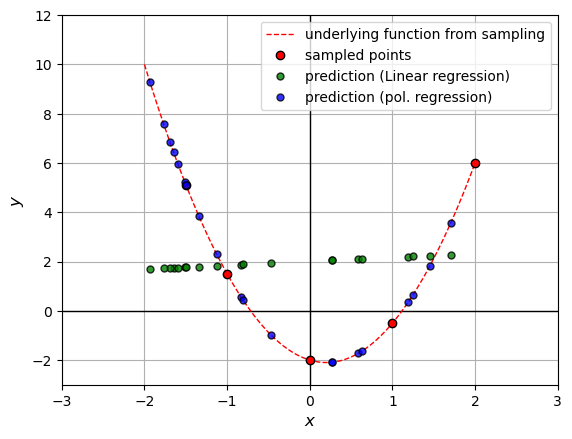 underlying function from sampling
sampled points
prediction (Linear regression)
prediction (pol. regression)
12
10
8
6
4
2
0
−2
y
−3
−2
−1
0
1
2
3
x